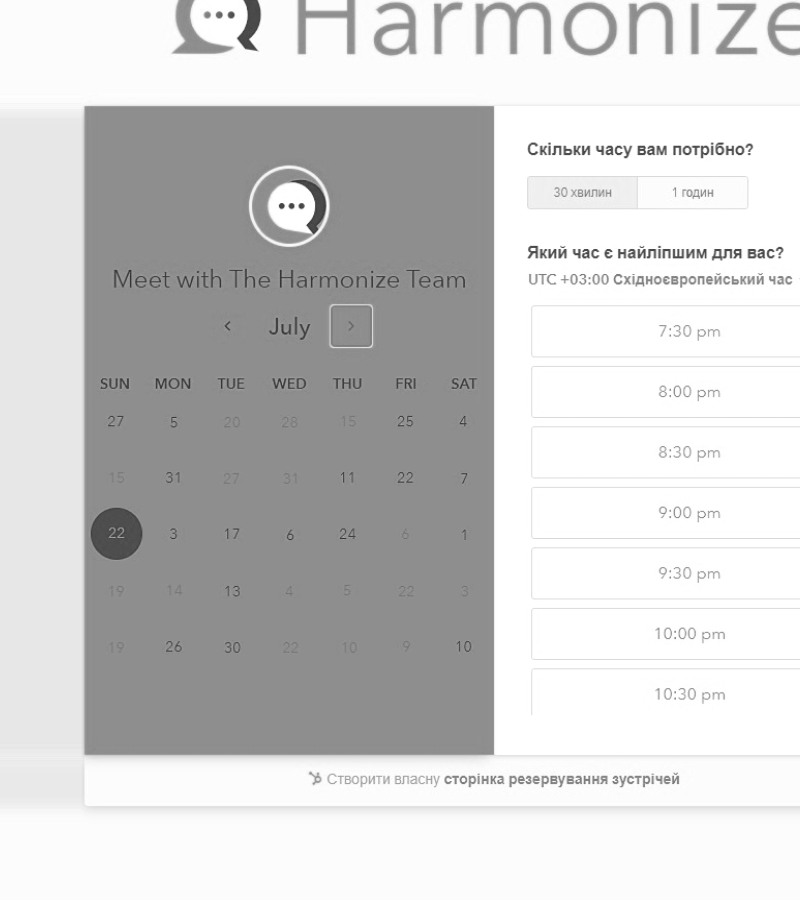 Harmonize
Meet with The Harmonize Team
July
SUN MON TUE WED THU FRI SAT
27 5 20 28 15 25 4
15 31 27 31 11 22 7
22 3 17 6 24 6 1
19 14 13 4 5 22 3
19 26 30 22 10 9 10
Скільки часу вам потрібно?
30 хвилин 1 годин
Який час є найліпшим для вас?
UTC +03:00 Східноєвропейський час
7:30 pm
8:00 pm
8:30 pm
9:00 pm
9:30 pm
10:00 pm
10:30 pm
Створити власну сторінка резервування зустрічей